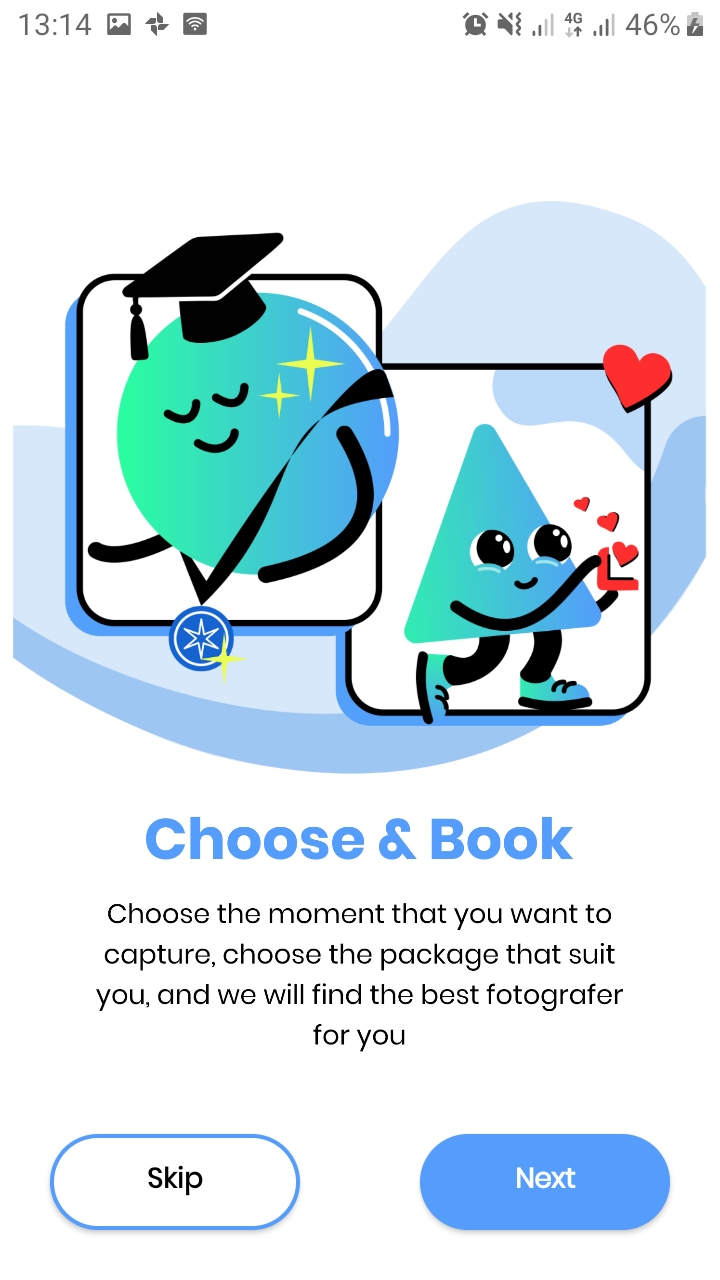 13:14
4G
46%
Choose & Book
Choose the moment that you want to
capture, choose the package that suit
you, and we will find the best fotografer
for you
Skip
Next